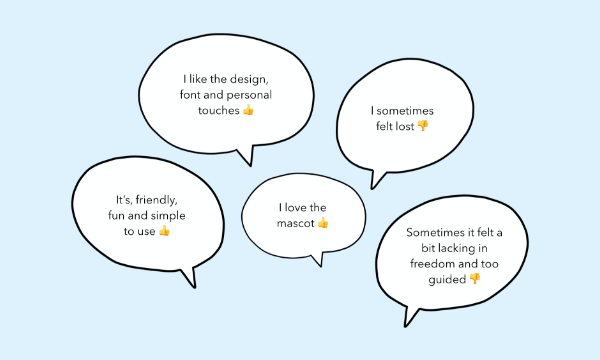 I like the design,
font and personal
touches 👍
I sometimes
felt lost 👎
It's, friendly,
fun and simple
to use 👍
I love the
mascot 👍
Sometimes it felt a
bit lacking in
freedom and too
guided 👎